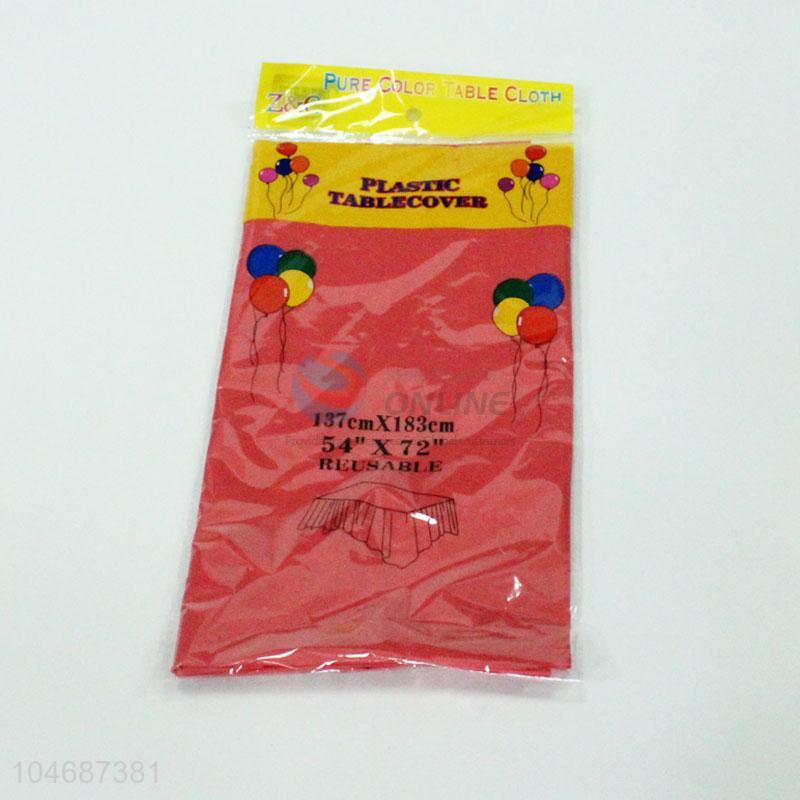 PURE COLOR TABLE CLOTH
Z&C
PLASTIC
TABLECOVER
ONLINE
137cmX183cm
54" X 72"
REUSABLE
104687381